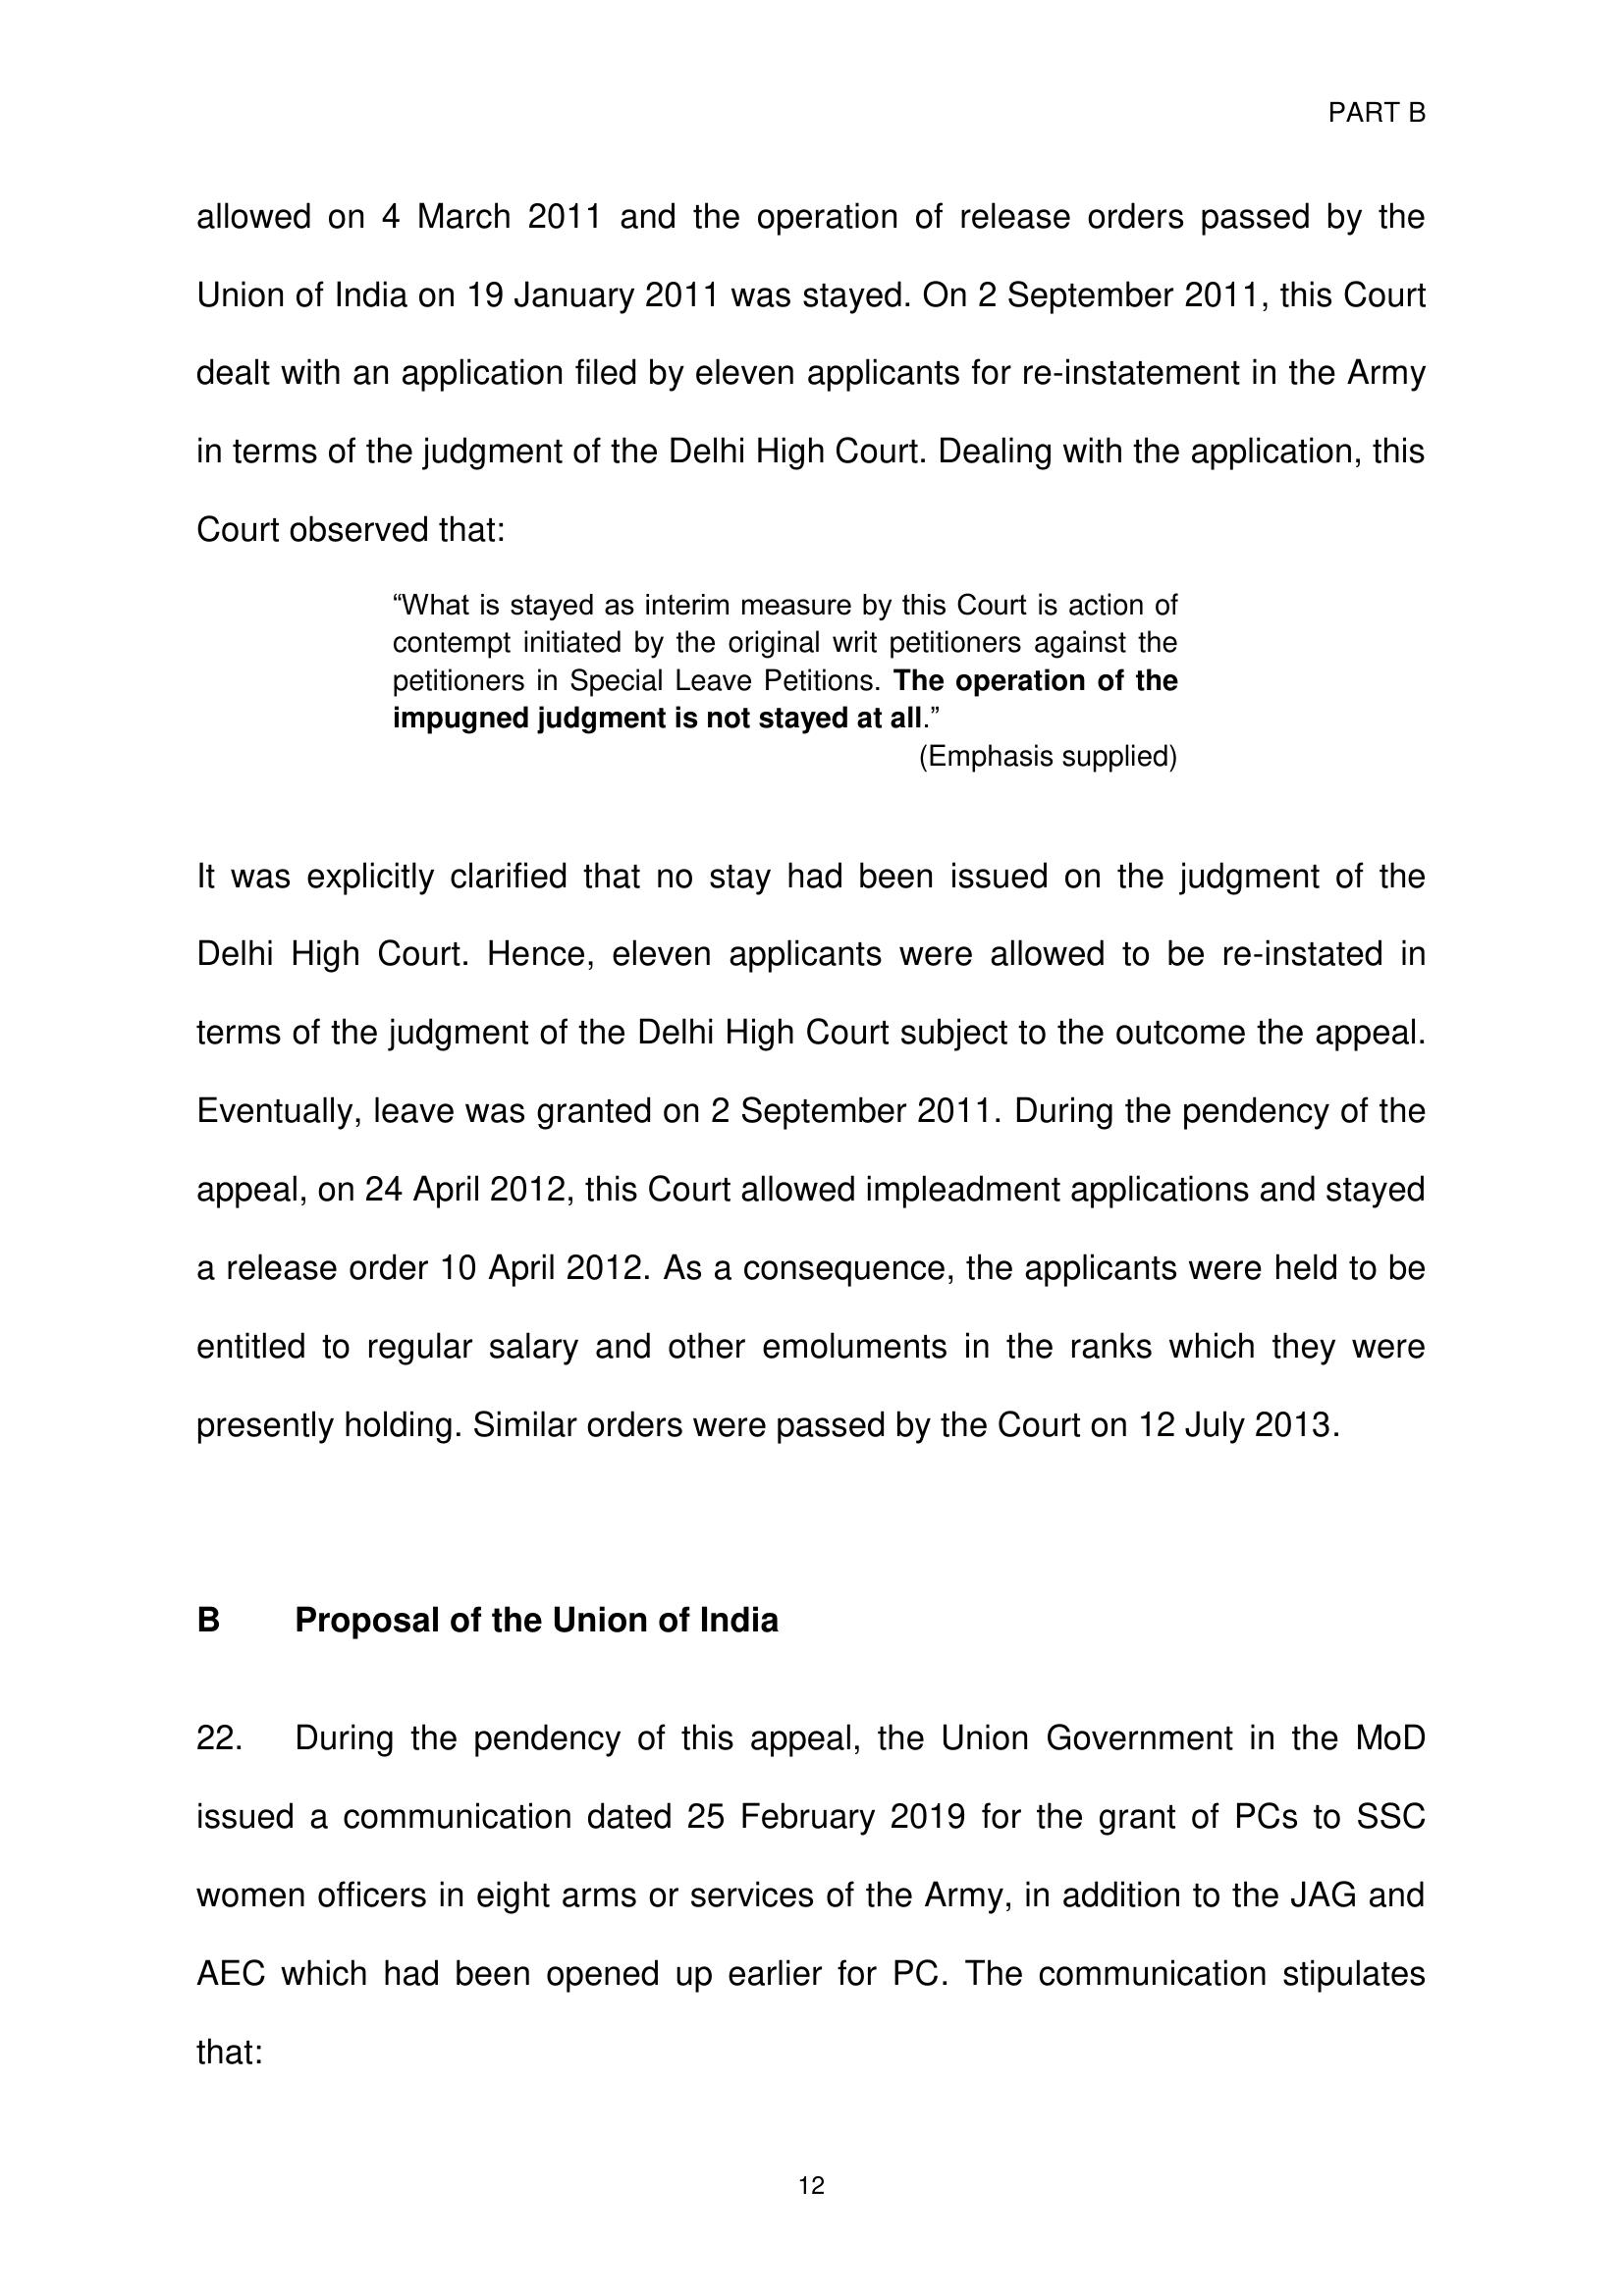 PART B
allowed on 4 March 2011 and the operation of release orders passed by the
Union of India on 19 January 2011 was stayed. On 2 September 2011, this Court
dealt with an application filed by eleven applicants for re-instatement in the Army
in terms of the judgment of the Delhi High Court. Dealing with the application, this
Court observed that:
“What is stayed as interim measure by this Court is action of
contempt initiated by the original writ petitioners against the
petitioners in Special Leave Petitions. The operation of the
impugned judgment is not stayed at all.”
(Emphasis supplied)
It was explicitly clarified that no stay had been issued on the judgment of the
Delhi High Court. Hence, eleven applicants were allowed to be re-instated in
terms of the judgment of the Delhi High Court subject to the outcome the appeal.
Eventually, leave was granted on 2 September 2011. During the pendency of the
appeal, on 24 April 2012, this Court allowed impleadment applications and stayed
a release order 10 April 2012. As a consequence, the applicants were held to be
entitled to regular salary and other emoluments in the ranks which they were
presently holding. Similar orders were passed by the Court on 12 July 2013.
B Proposal of the Union of India
22. During the pendency of this appeal, the Union Government in the MoD
issued a communication dated 25 February 2019 for the grant of PCs to SSC
women officers in eight arms or services of the Army, in addition to the JAG and
AEC which had been opened up earlier for PC. The communication stipulates
that:
12